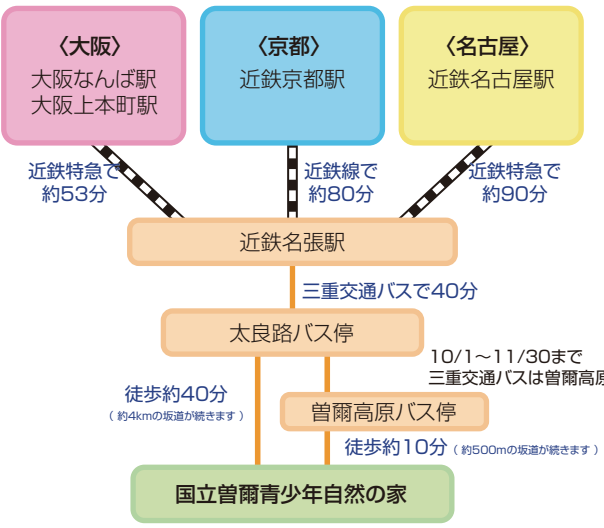 〈大阪〉
大阪なんば駅
大阪上本町駅
〈京都〉
近鉄京都駅
〈名古屋〉
近鉄名古屋駅
近鉄特急で
約53分
近鉄線で
約80分
近鉄特急で
約90分
近鉄名張駅
三重交通バスで40分
太良路バス停
10/1～11/30まで
三重交通バスは曽爾高原
徒歩約40分
（約4kmの坂道が続きます）
曽爾高原バス停
徒歩約10分（約500mの坂道が続きます）
国立曽爾青少年自然の家